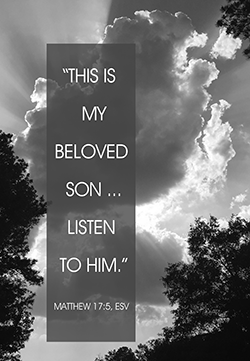 “THIS IS
MY
BELOVED
SON ...
LISTEN
TO HIM.”
MATTHEW 17:5, ESV